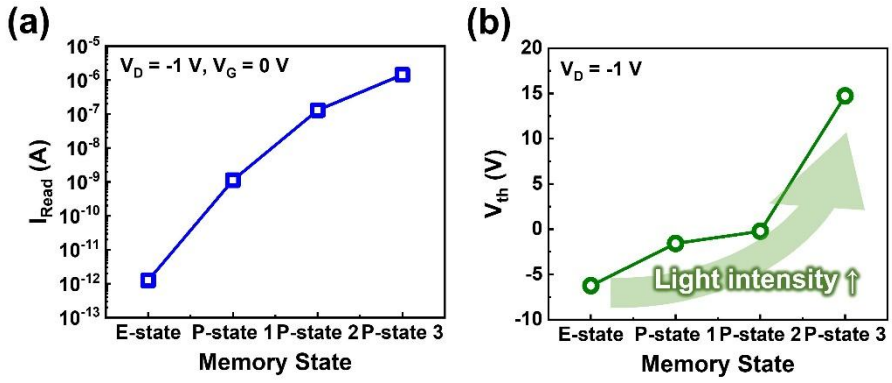 (a)
10⁻⁵
10⁻⁶
10⁻⁷
10⁻⁸
10⁻⁹
10⁻¹⁰
10⁻¹¹
10⁻¹²
10⁻¹³
I_Read (A)
V_D = -1 V, V_G = 0 V
E-state P-state 1 P-state 2 P-state 3
Memory State
(b)
20
15
10
5
0
-5
-10
V_th (V)
V_D = -1 V
Light intensity ↑
E-state P-state 1 P-state 2 P-state 3
Memory State